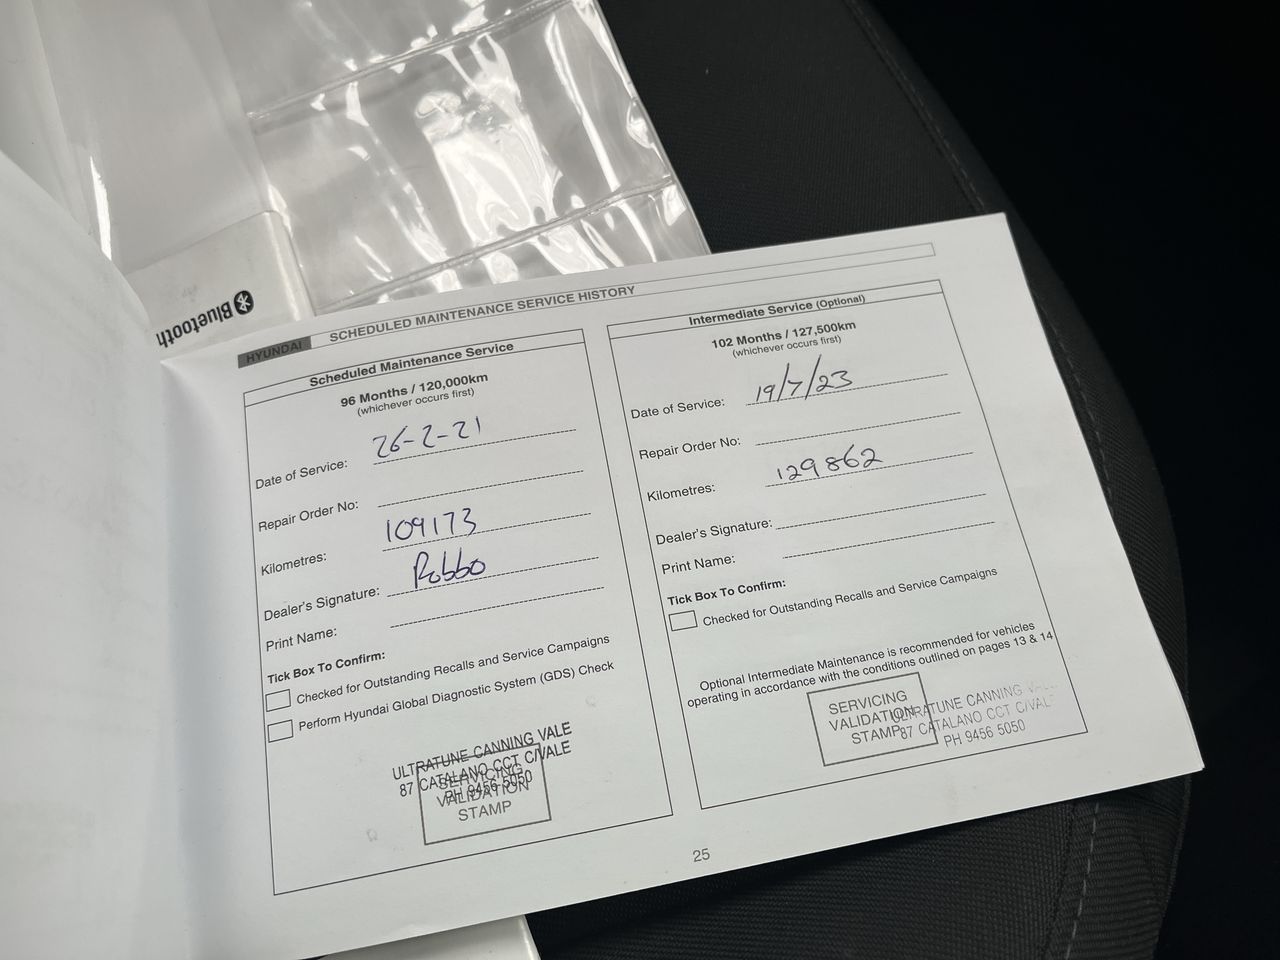 Bluetooth
HYUNDAI
SCHEDULED MAINTENANCE SERVICE HISTORY
Scheduled Maintenance Service
96 Months / 120,000km
(whichever occurs first)
Date of Service: 26-2-21
Repair Order No:
Kilometres: 109173
Dealer's Signature: Robbo
Print Name:
Tick Box To Confirm:
Checked for Outstanding Recalls and Service Campaigns
Perform Hyundai Global Diagnostic System (GDS) Check
ULTRATUNE CANNING VALE
87 CATALANO CCT C/VALE
PH 9456 5050
SERVICING
VALIDATION
STAMP
Intermediate Service (Optional)
102 Months / 127,500km
(whichever occurs first)
Date of Service: 19/7/23
Repair Order No:
Kilometres: 129862
Dealer's Signature:
Print Name:
Tick Box To Confirm:
Checked for Outstanding Recalls and Service Campaigns
Optional Intermediate Maintenance is recommended for vehicles
operating in accordance with the conditions outlined on pages 13 & 14
SERVICING
VALIDATION
STAMP
ULTRATUNE CANNING
87 CATALANO CCT C/VALE
PH 9456 5050
25